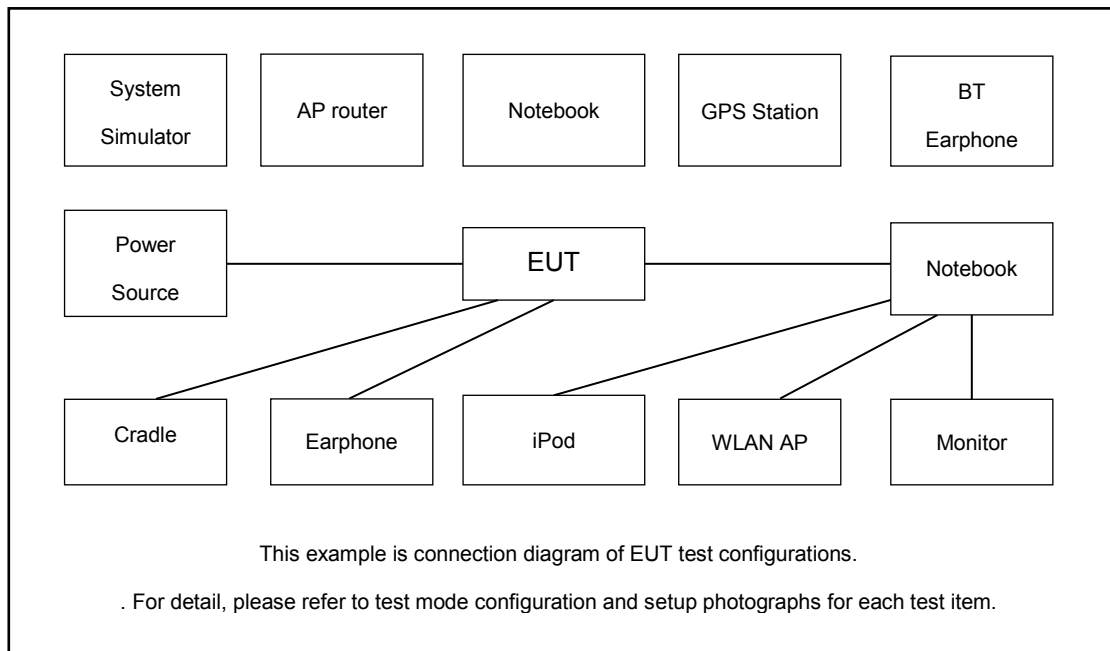 System
Simulator
AP router
Notebook
GPS Station
BT
Earphone
Power
Source
EUT
Notebook
Cradle
Earphone
iPod
WLAN AP
Monitor
This example is connection diagram of EUT test configurations.
. For detail, please refer to test mode configuration and setup photographs for each test item.